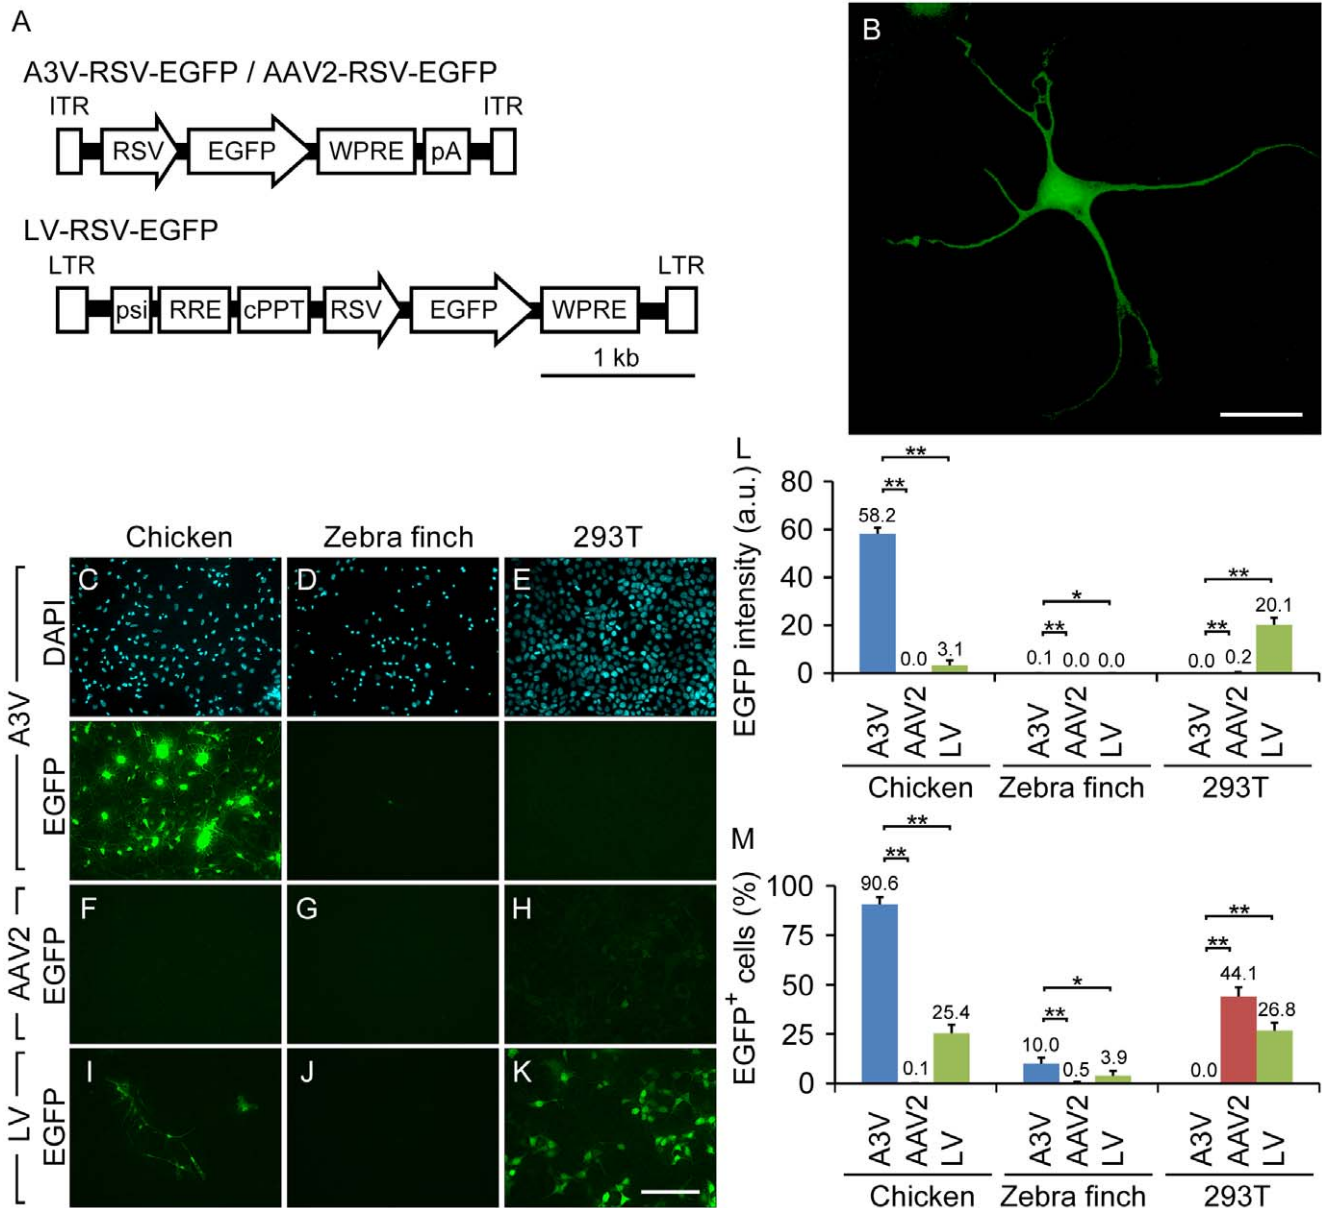 A
A3V-RSV-EGFP / AAV2-RSV-EGFP
ITR ITR
RSV EGFP WPRE pA
LV-RSV-EGFP
LTR LTR
psi RRE cPPT RSV EGFP WPRE
1 kb
B
Chicken Zebra finch 293T
A3V
DAPI
C D E
EGFP
AAV2
EGFP
F G H
LV
EGFP
I J K
L
EGFP intensity (a.u.)
80
60
40
20
0
** **
58.2 0.0 3.1
* **
0.1 0.0 0.0
** **
0.0 0.2 20.1
A3V AAV2 LV A3V AAV2 LV A3V AAV2 LV
Chicken Zebra finch 293T
M
EGFP+ cells (%)
100
75
50
25
0
** **
90.6 0.1 25.4
* **
10.0 0.5 3.9
** **
0.0 44.1 26.8
A3V AAV2 LV A3V AAV2 LV A3V AAV2 LV
Chicken Zebra finch 293T